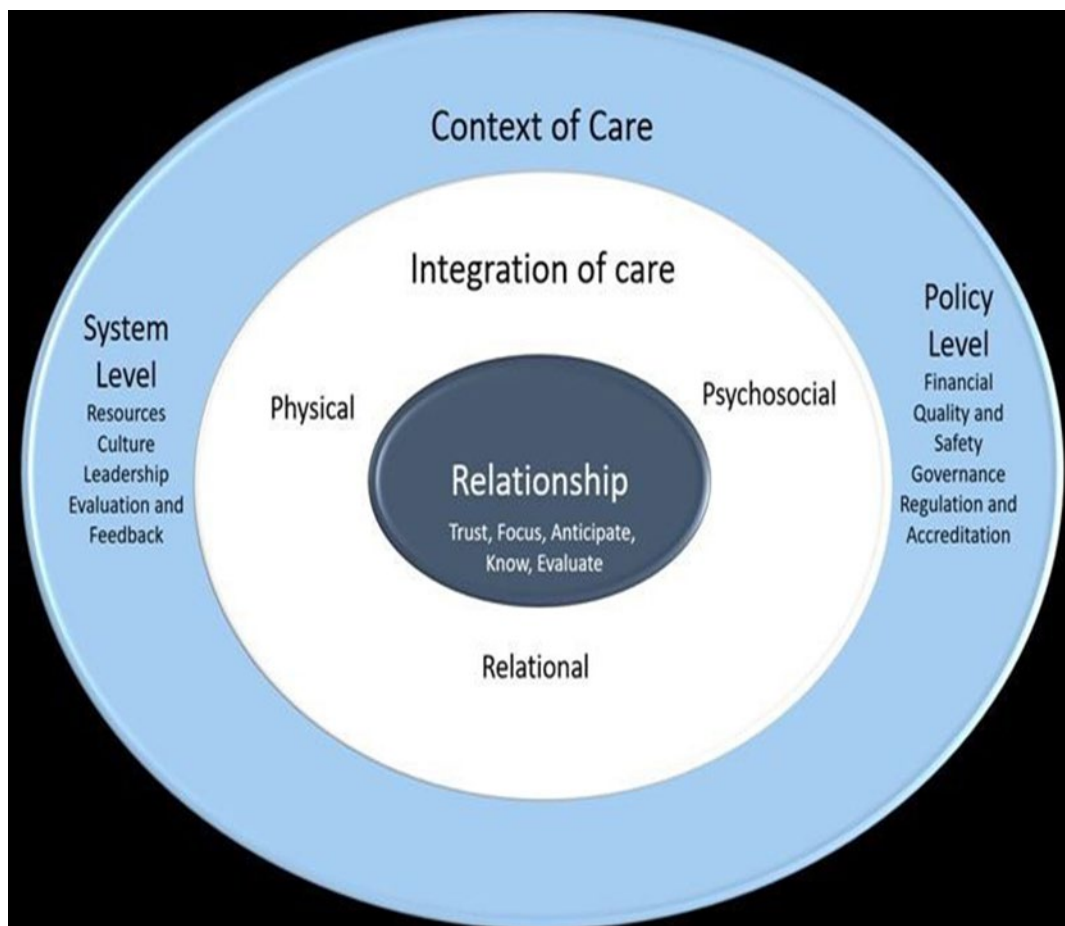 Context of Care
Integration of care
System
Level
Resources
Culture
Leadership
Evaluation and
Feedback
Physical
Psychosocial
Relationship
Trust, Focus, Anticipate,
Know, Evaluate
Relational
Policy
Level
Financial
Quality and
Safety
Governance
Regulation and
Accreditation